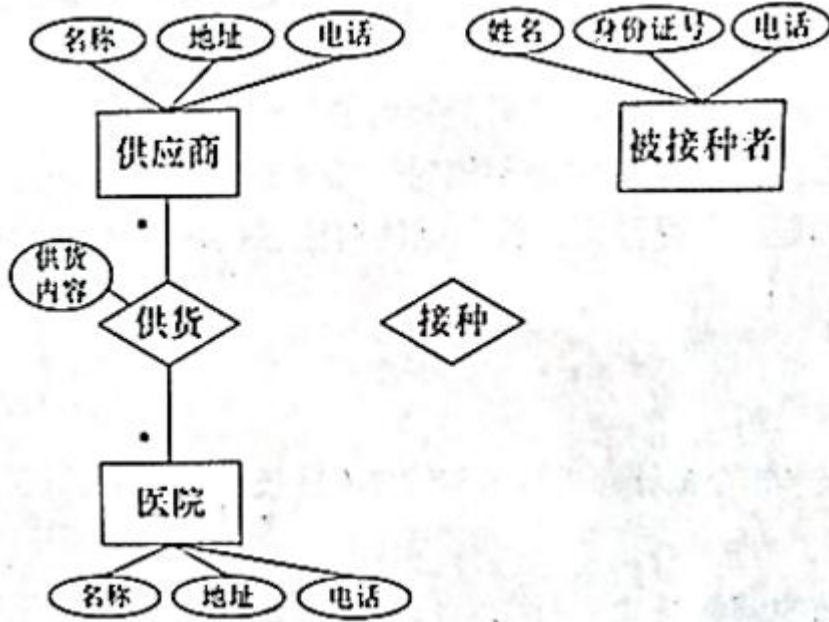 名称 地址 电话
姓名 身份证号 电话
供应商
被接种者
供货
内容
供货
接种
医院
名称 地址 电话